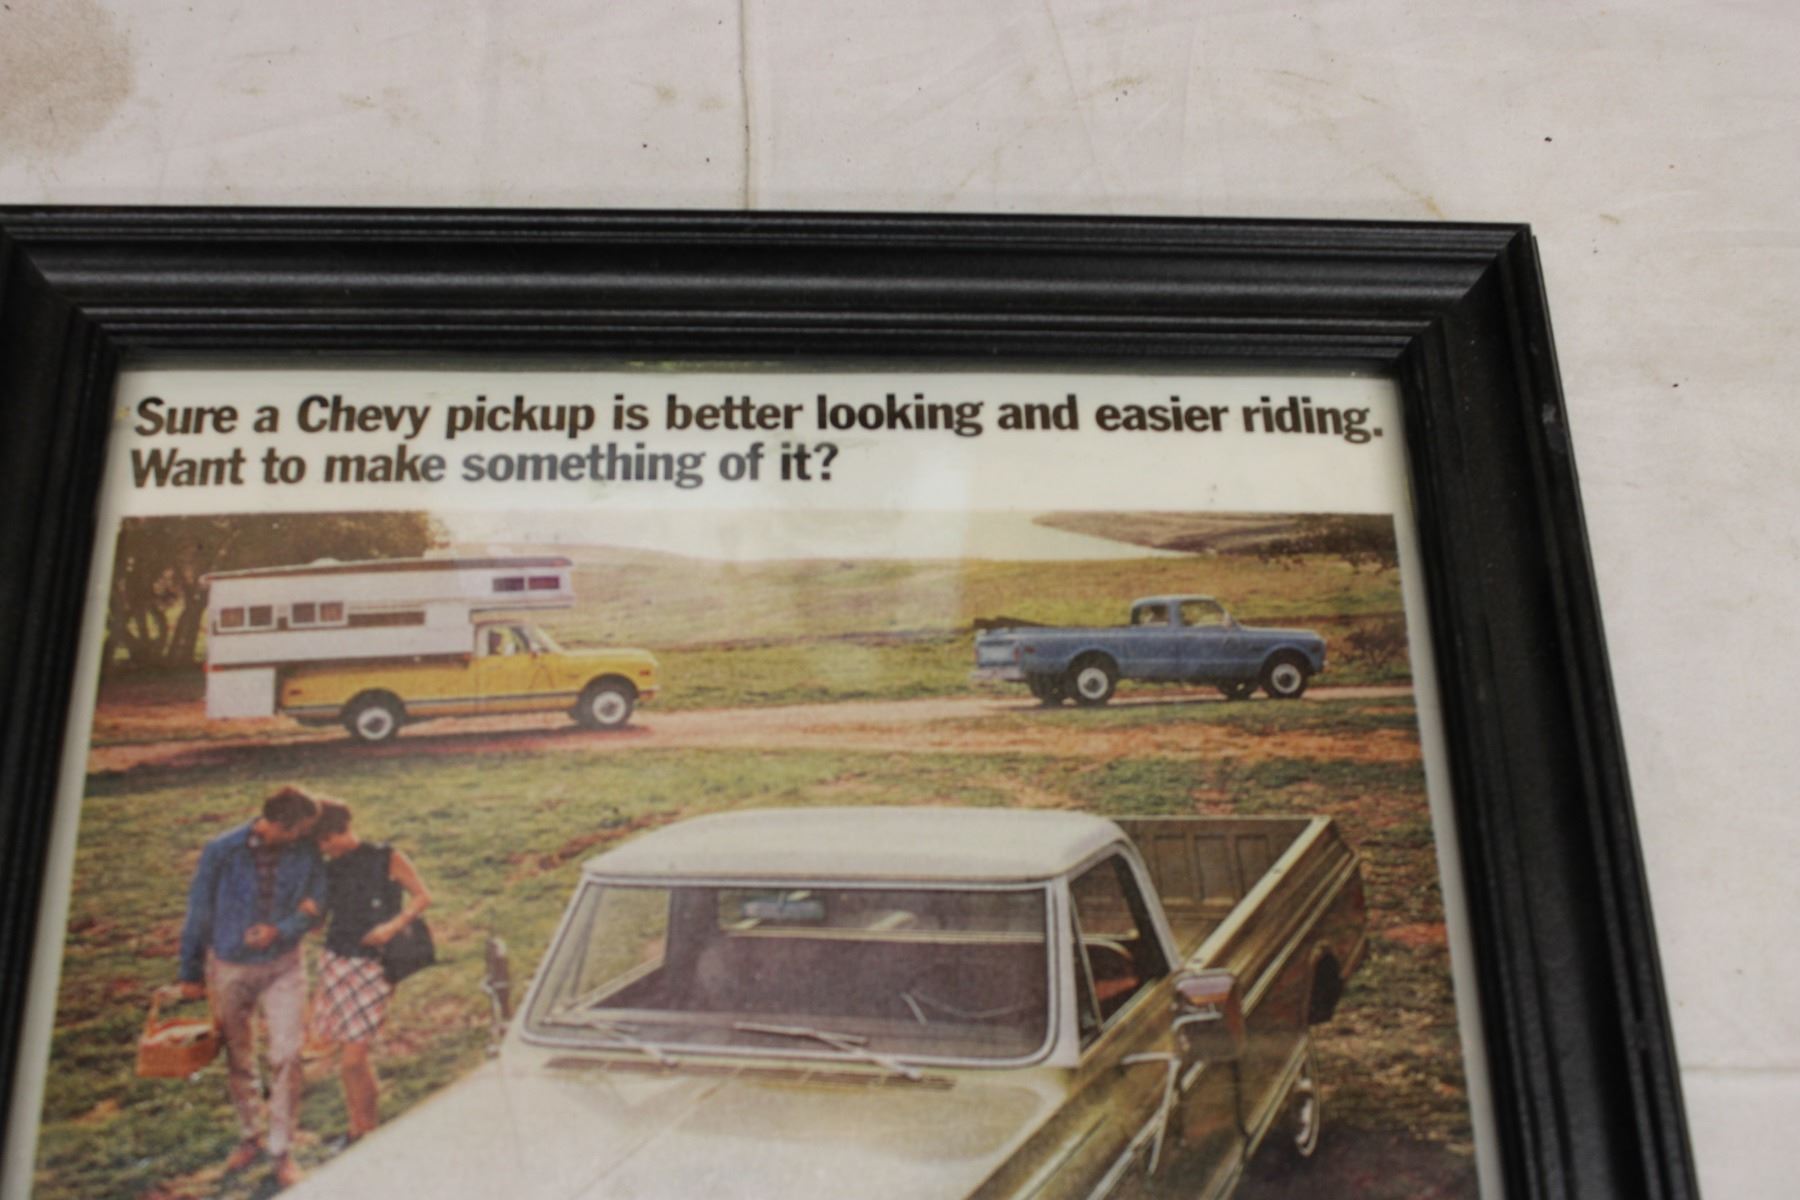 Sure a Chevy pickup is better looking and easier riding.
Want to make something of it?